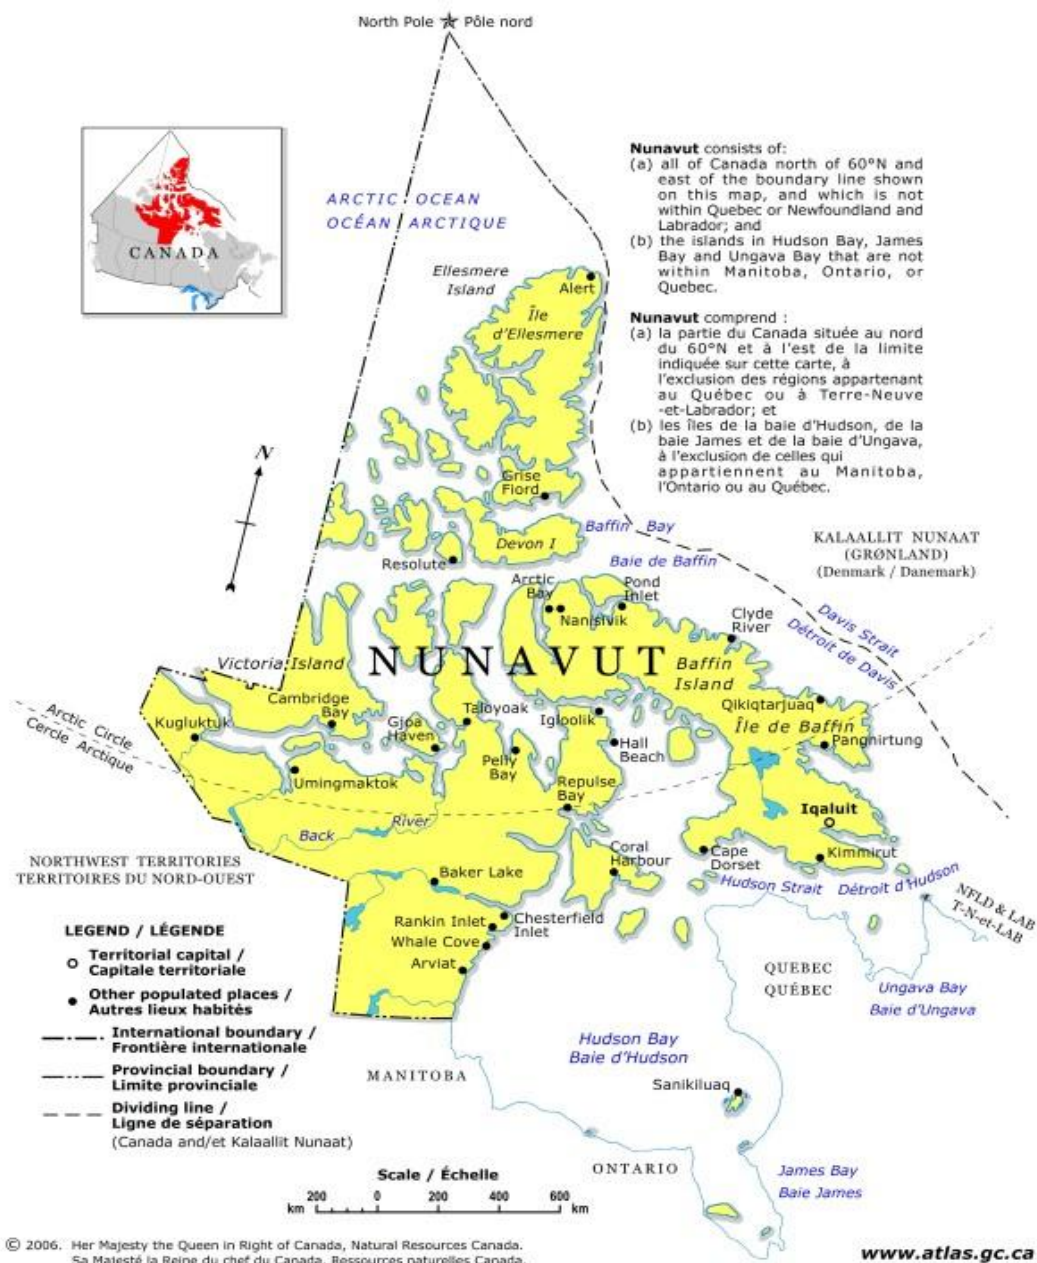 North Pole Pôle nord
CANADA
ARCTIC OCEAN
OCÉAN ARCTIQUE
Nunavut consists of:
(a) all of Canada north of 60°N and
east of the boundary line shown
on this map, and which is not
within Quebec or Newfoundland and
Labrador; and
(b) the islands in Hudson Bay, James
Bay and Ungava Bay that are not
within Manitoba, Ontario, or
Quebec.
Nunavut comprend :
(a) la partie du Canada située au nord
du 60°N et à l'est de la limite
indiquée sur cette carte, à
l'exclusion des régions appartenant
au Québec ou à Terre-Neuve
-et-Labrador; et
(b) les îles de la baie d'Hudson, de la
baie James et de la baie d'Ungava,
à l'exclusion de celles qui
appartiennent au Manitoba,
l'Ontario ou au Québec.
Ellesmere
Island
Alert
Île
d'Ellesmere
N
Grise
Fiord
Devon I
Baffin Bay
Baie de Baffin
KALAALLIT NUNAAT
(GRØNLAND)
(Denmark / Danemark)
Resolute
Arctic
Bay
Nanisivik
Pond
Inlet
Clyde
River
Davis Strait
Détroit de Davis
NUNAVUT
Victoria Island
Baffin
Island
Cambridge
Bay
Kugluktuk
Gjoa
Haven
Taloyoak
Igloolik
Qikiqtarjuaq
Île de Baffin
Pangnirtung
Arctic Circle
Cercle Arctique
Hall
Beach
Pelly
Bay
Umingmaktok
Repulse
Bay
Iqaluit
Back River
Coral
Harbour
Cape
Dorset
Kimmirut
NORTHWEST TERRITORIES
TERRITOIRES DU NORD-OUEST
Baker Lake
Hudson Strait Détroit d'Hudson
NFLD & LAB
T-N-et-LAB
Rankin Inlet
Chesterfield
Inlet
Whale Cove
Arviat
QUEBEC
QUÉBEC
Ungava Bay
Baie d'Ungava
Hudson Bay
Baie d'Hudson
MANITOBA
Sanikiluaq
ONTARIO
James Bay
Baie James
LEGEND / LÉGENDE
Territorial capital /
Capitale territoriale
Other populated places /
Autres lieux habités
International boundary /
Frontière internationale
Provincial boundary /
Limite provinciale
Dividing line /
Ligne de séparation
(Canada and/et Kalaallit Nunaat)
Scale / Échelle
km 200 0 200 400 600 km
© 2006. Her Majesty the Queen in Right of Canada, Natural Resources Canada.
Sa Majesté la Reine du chef du Canada, Ressources naturelles Canada.
www.atlas.gc.ca